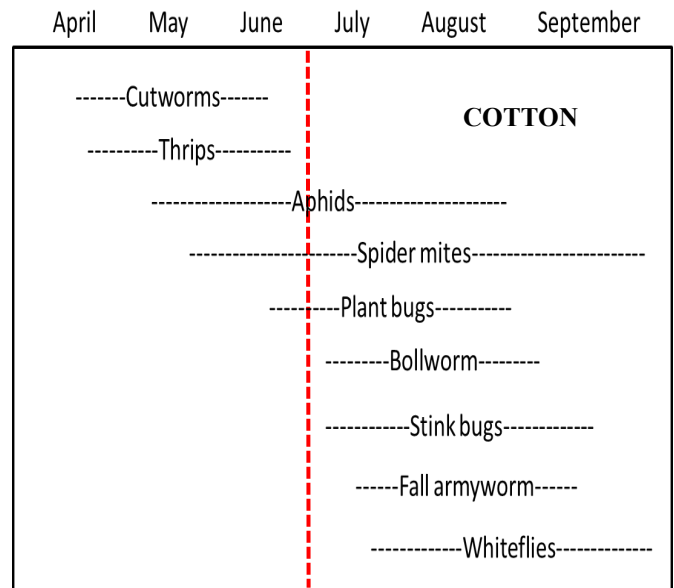 April May June July August September
-------Cutworms-------
COTTON
----------Thrips-----------
--------------------Aphids----------------------
------------------------Spider mites-------------------------
----------Plant bugs-----------
---------Bollworm---------
------------Stink bugs-------------
------Fall armyworm------
-------------Whiteflies--------------